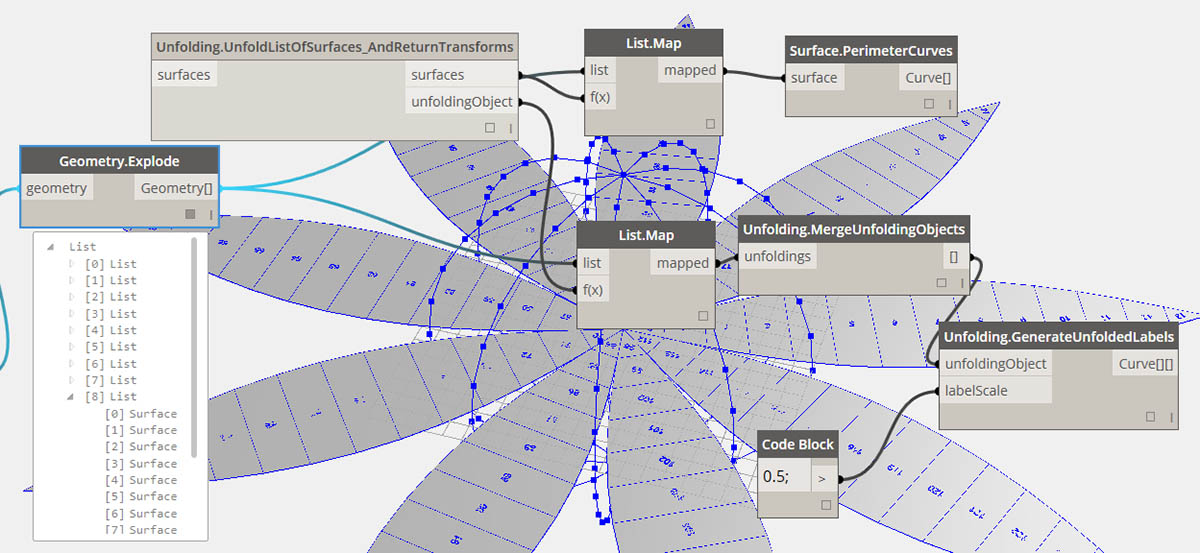 Unfolding.UnfoldListOfSurfaces_AndReturnTransforms
surfaces surfaces
unfoldingObject
List.Map
list mapped
f(x)
Surface.PerimeterCurves
surface Curve[]
Geometry.Explode
geometry Geometry[]
List
[0] List
[1] List
[2] List
[3] List
[4] List
[5] List
[6] List
[7] List
[8] List
[0] Surface
[1] Surface
[2] Surface
[3] Surface
[4] Surface
[5] Surface
[6] Surface
[7] Surface
List.Map
list mapped
f(x)
Unfolding.MergeUnfoldingObjects
unfoldings []
Unfolding.GenerateUnfoldedLabels
unfoldingObject Curve[][]
labelScale
Code Block
0.5; >
102
119
120